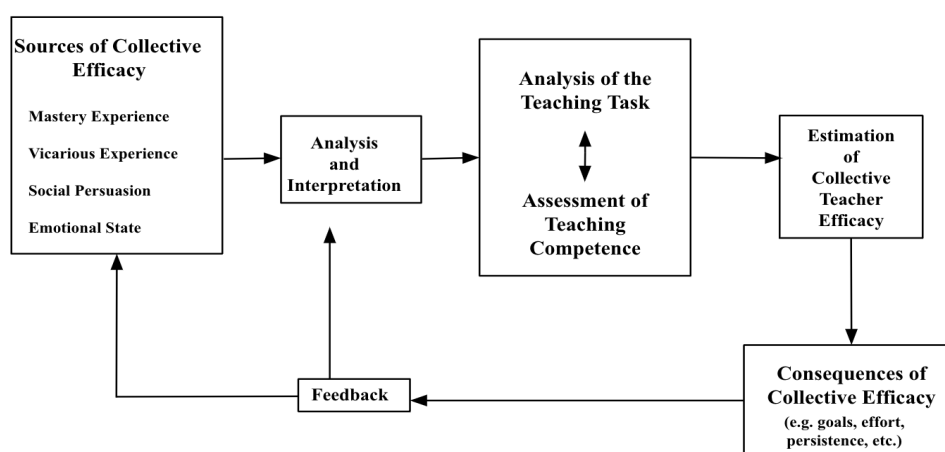 Sources of Collective
Efficacy
Mastery Experience
Vicarious Experience
Social Persuasion
Emotional State
Analysis
and
Interpretation
Analysis of the
Teaching Task
Assessment of
Teaching
Competence
Estimation
of
Collective
Teacher
Efficacy
Consequences of
Collective Efficacy
(e.g. goals, effort,
persistence, etc.)
Feedback